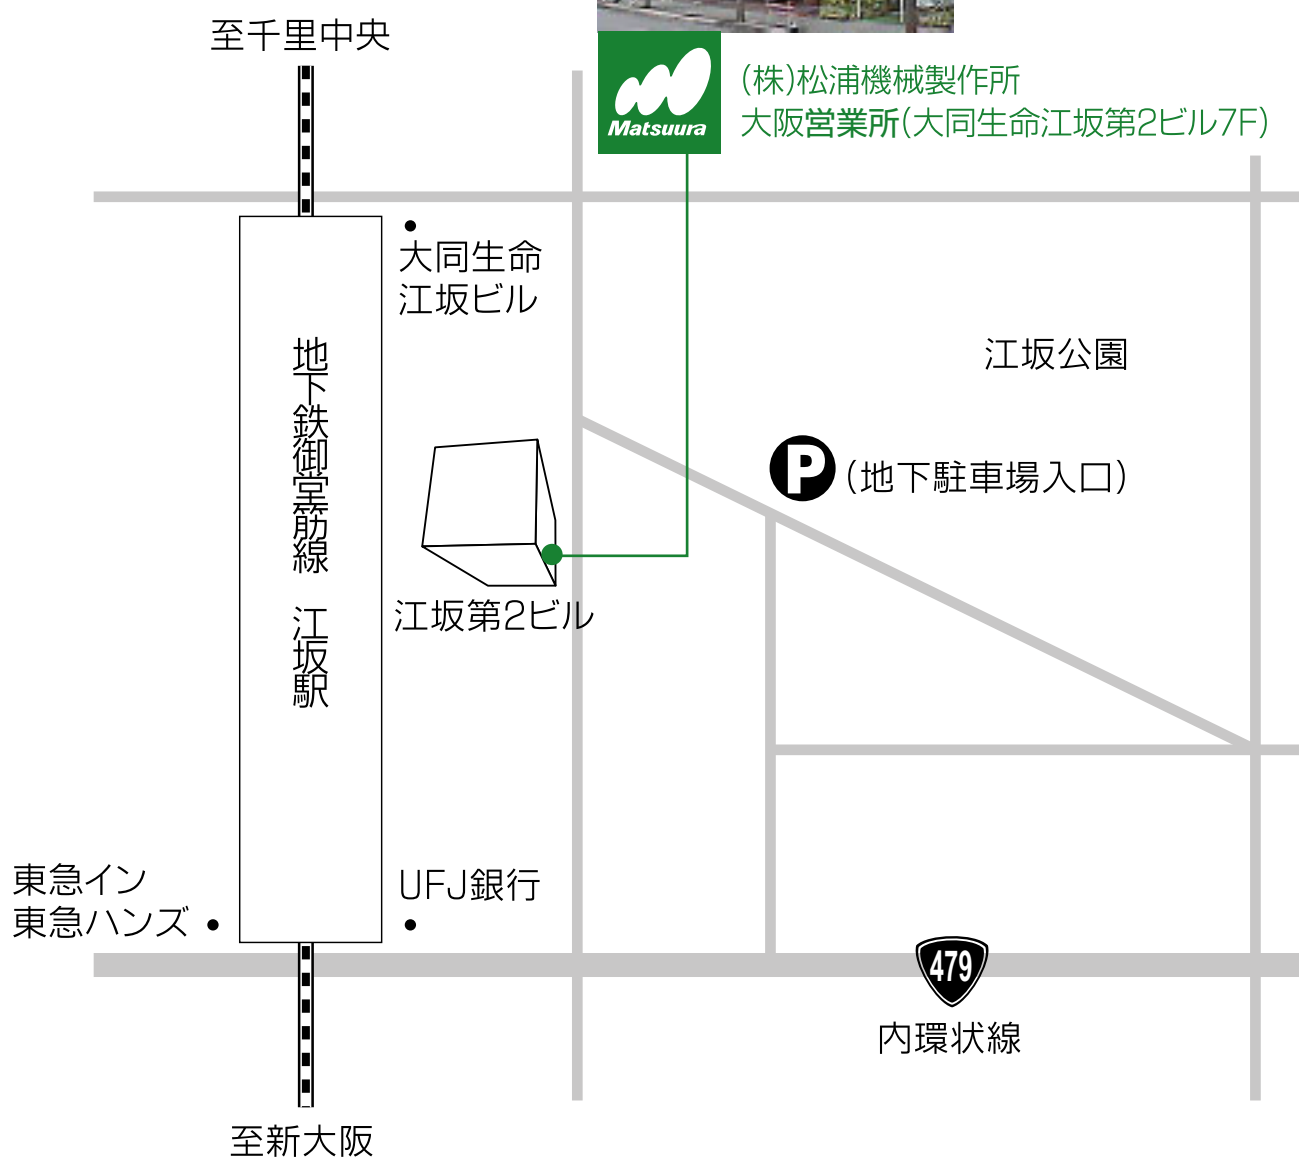 至千里中央
Matsuura
(株)松浦機械製作所
大阪営業所(大同生命江坂第2ビル7F)
大同生命
江坂ビル
江坂公園
地下鉄御堂筋線 江坂駅
P (地下駐車場入口)
江坂第2ビル
東急イン
東急ハンズ
UFJ銀行
479
内環状線
至新大阪